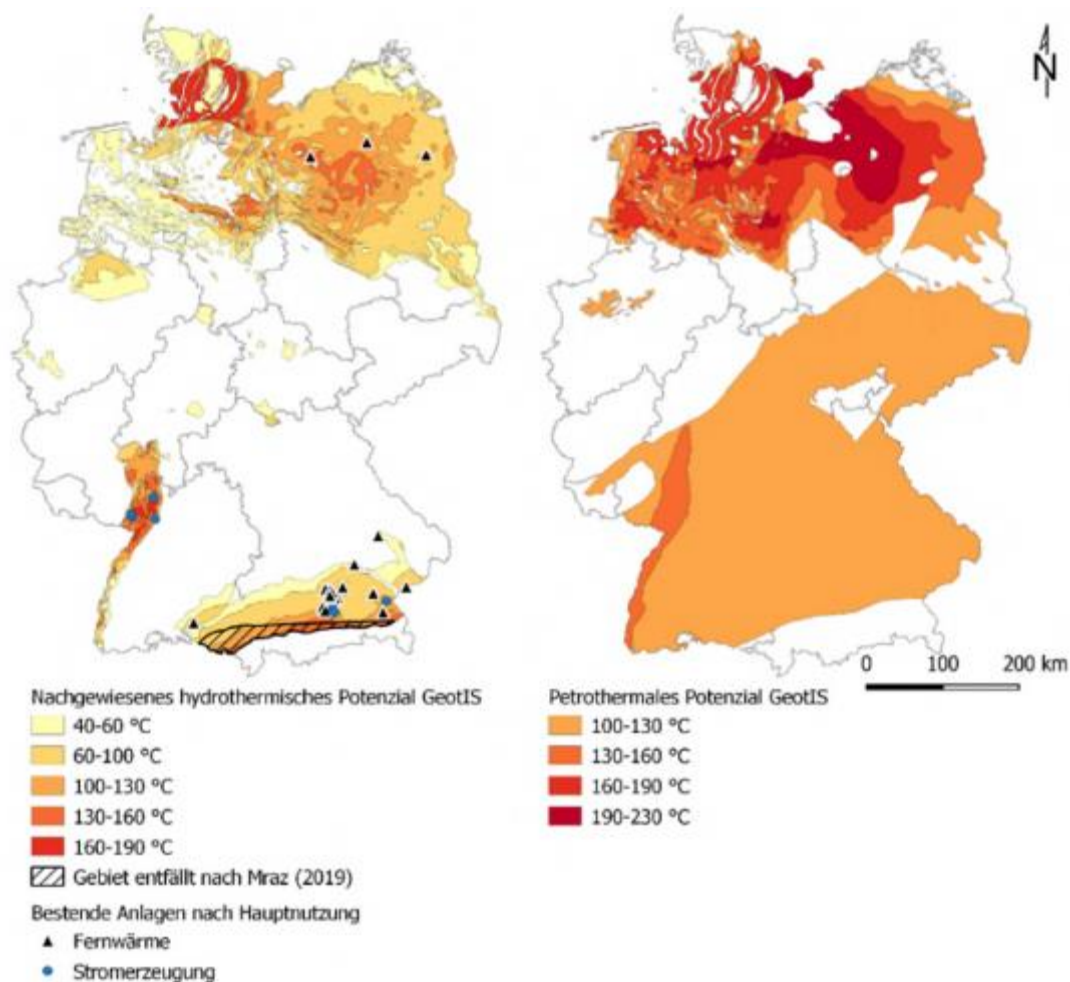 N
0 100 200 km
Nachgewiesenes hydrothermisches Potenzial GeotIS
40-60 °C
60-100 °C
100-130 °C
130-160 °C
160-190 °C
Gebiet entfällt nach Mraz (2019)
Bestende Anlagen nach Hauptnutzung
Fernwärme
Stromerzeugung
Petrothermales Potenzial GeotIS
100-130 °C
130-160 °C
160-190 °C
190-230 °C